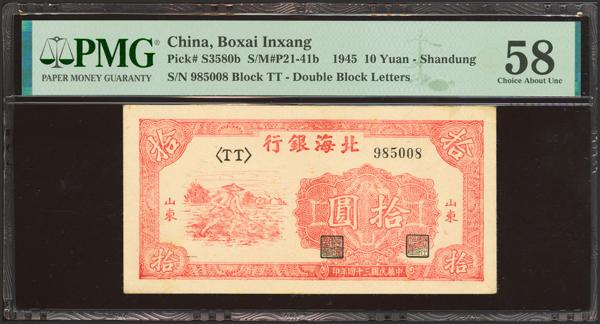 PMG
PAPER MONEY GUARANTY
China, Boxai Inxang
Pick# S3580b S/M#P21-41b 1945 10 Yuan - Shandung
S/N 985008 Block TT - Double Block Letters
58
Choice About Unc
拾
行銀海北
拾
〈TT〉
985008
山東
圓拾
山東
拾
印年四十三國民華中
拾